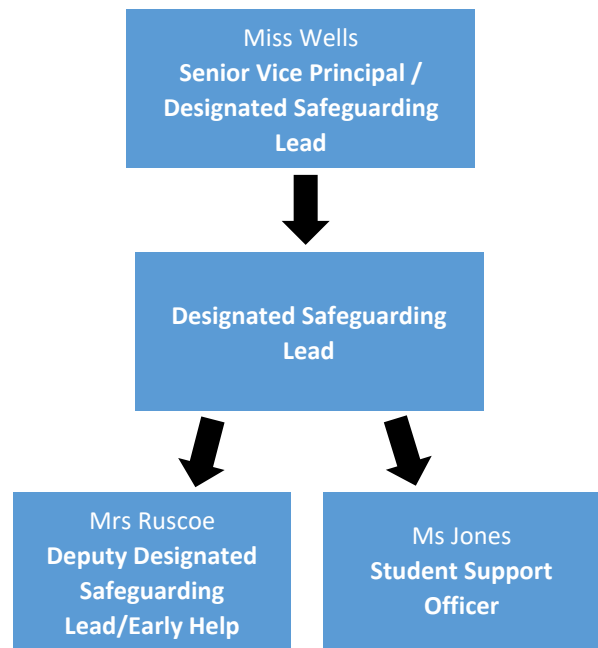 Miss Wells
Senior Vice Principal /
Designated Safeguarding
Lead
Designated Safeguarding
Lead
Mrs Ruscoe
Deputy Designated
Safeguarding
Lead/Early Help
Ms Jones
Student Support
Officer